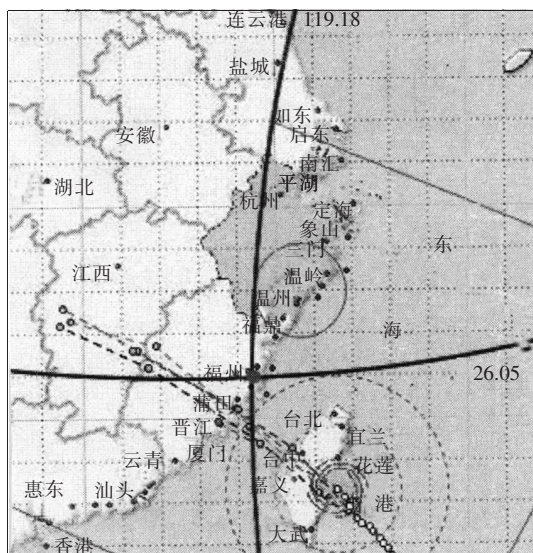 连云港 119.18
盐城
如东
启东
安徽
南汇
湖北
平湖
杭州
定海
象山
东
三门
江西
温岭
温州
海
福鼎
福州
26.05
莆田
台北
晋江
宜兰
厦门
台中
云青
花莲
嘉义
惠东
汕头
港
大武
香港